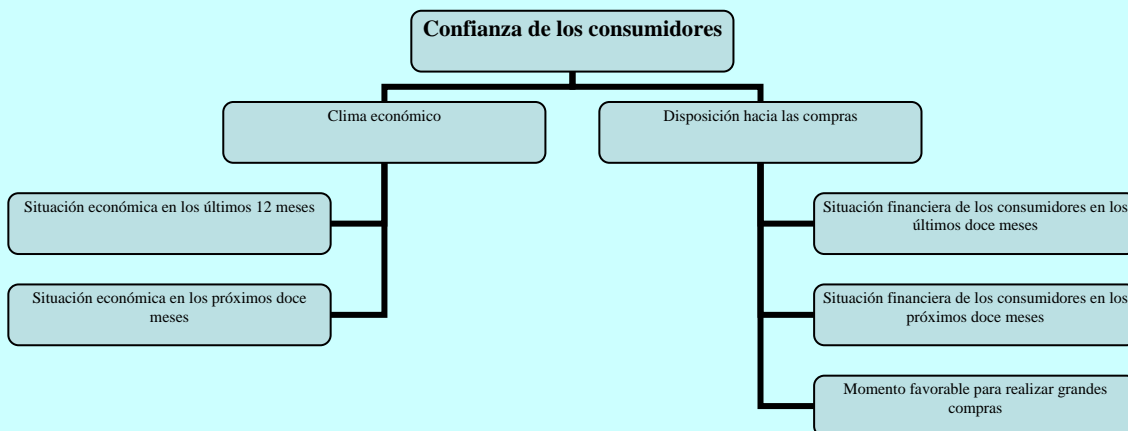 Confianza de los consumidores
Clima económico
Disposición hacia las compras
Situación económica en los últimos 12 meses
Situación económica en los próximos doce
meses
Situación financiera de los consumidores en los
últimos doce meses
Situación financiera de los consumidores en los
próximos doce meses
Momento favorable para realizar grandes
compras